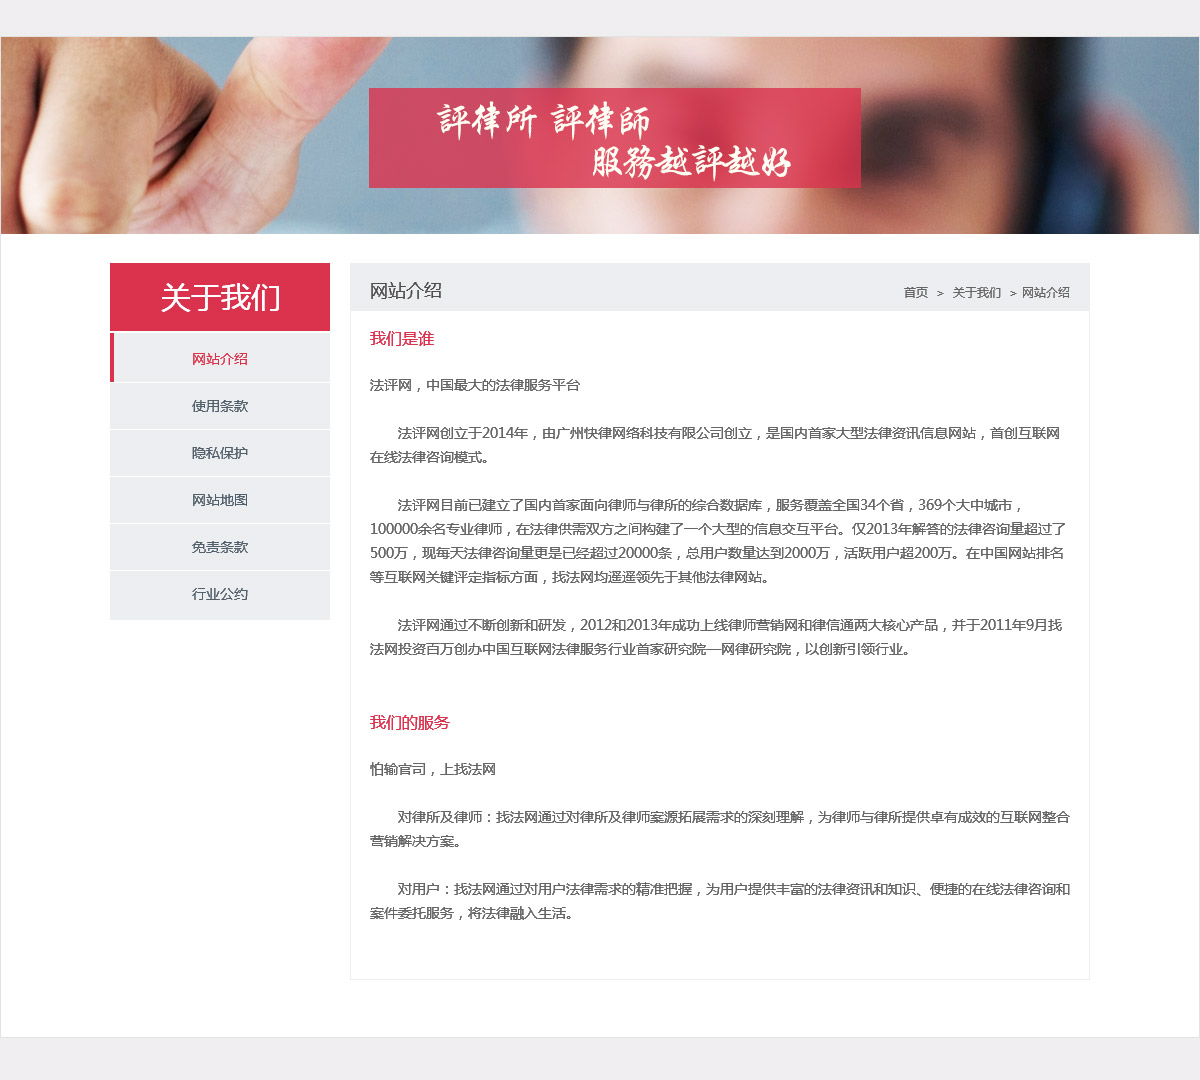 評律所 評律師
服務越評越好
关于我们
网站介绍
使用条款
隐私保护
网站地图
免责条款
行业公约
网站介绍
首页 > 关于我们 > 网站介绍
我们是谁
法评网，中国最大的法律服务平台
法评网创立于2014年，由广州快律网络科技有限公司创立，是国内首家大型法律资讯信息网站，首创互联网
在线法律咨询模式。
法评网目前已建立了国内首家面向律师与律所的综合数据库，服务覆盖全国34个省，369个大中城市，
100000余名专业律师，在法律供需双方之间构建了一个大型的信息交互平台。仅2013年解答的法律咨询量超过了
500万，现每天法律咨询量更是已经超过20000条，总用户数量达到2000万，活跃用户超200万。在中国网站排名
等互联网关键评定指标方面，找法网均遥遥领先于其他法律网站。
法评网通过不断创新和研发，2012和2013年成功上线律师营销网和律信通两大核心产品，并于2011年9月找
法网投资百万创办中国互联网法律服务行业首家研究院—网律研究院，以创新引领行业。
我们的服务
怕输官司，上找法网
对律所及律师：找法网通过对律所及律师案源拓展需求的深刻理解，为律师与律所提供卓有成效的互联网整合
营销解决方案。
对用户：找法网通过对用户法律需求的精准把握，为用户提供丰富的法律资讯和知识、便捷的在线法律咨询和
案件委托服务，将法律融入生活。